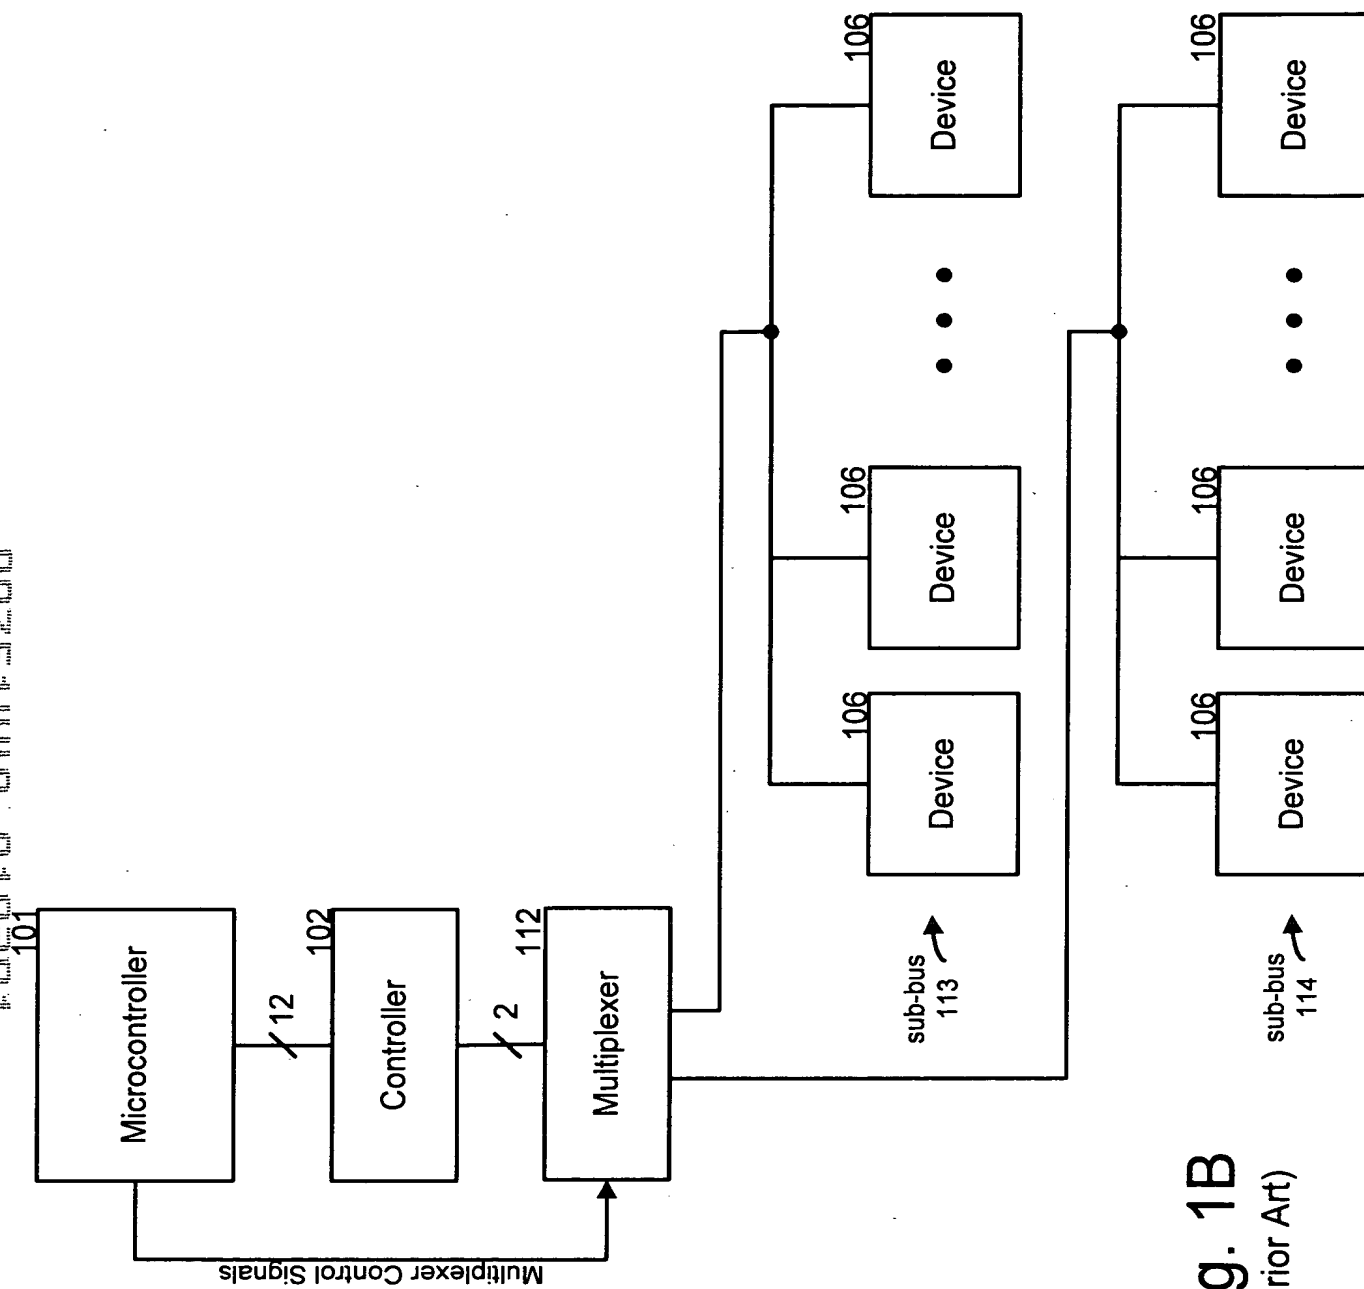 101
Microcontroller
12
102
Controller
2
112
Multiplexer
Multiplexer Control Signals
106
Device
106
Device
106
Device
sub-bus
113
106
Device
106
Device
106
Device
sub-bus
114
g. 1B
rior Art)